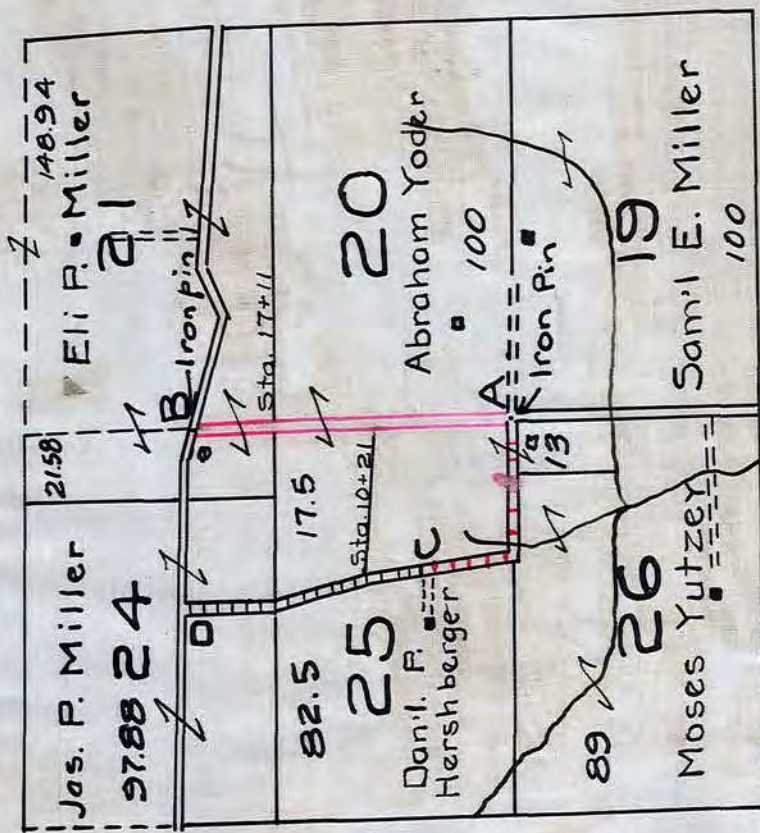 Jas. P. Miller
97.88 24
21.58
148.94
Eli P. Miller
21
B
Iron pin
D
Sta. 17+11
82.5
17.5
25
Sta. 10+21
20
Dan'l. P.
Hershberger
C
Abraham Yoder
100
A
Iron Pin
13
89
26
19
Moses Yutzer
Sam'l E. Miller
100